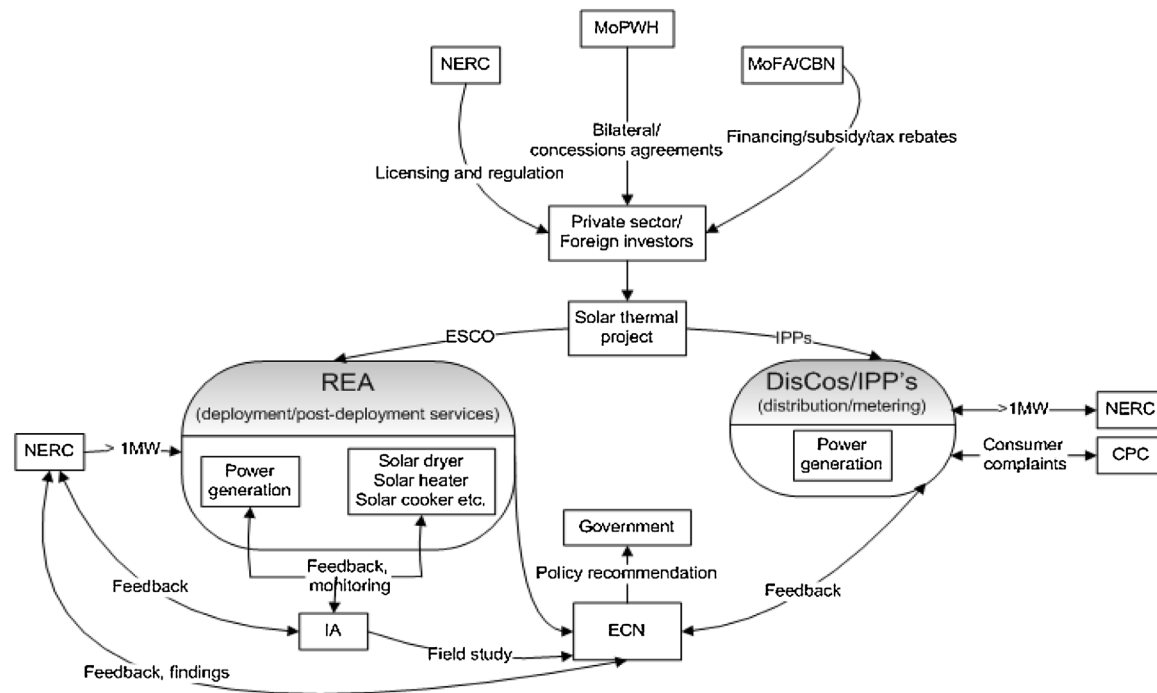 MoPWH
NERC
MoFA/CBN
Bilateral/
concessions agreements
Financing/subsidy/tax rebates
Licensing and regulation
Private sector/
Foreign investors
Solar thermal
project
ESCO
IPPs
REA
(deployment/post-deployment services)
DisCos/IPP's
(distribution/metering)
>1MW
NERC
NERC
> 1MW
Power
generation
Solar dryer
Solar heater
Solar cooker etc.
Power
generation
Consumer
complaints
CPC
Government
Feedback,
monitoring
Policy recommendation
Feedback
Feedback
IA
ECN
Field study
Feedback, findings